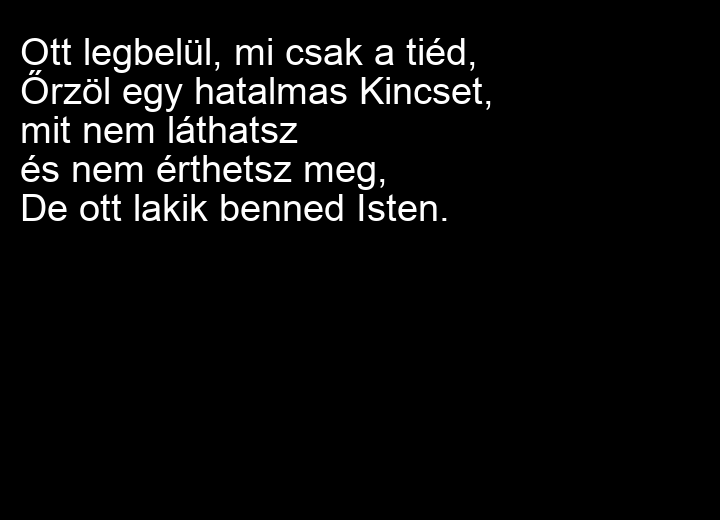 Ott legbelül, mi csak a tiéd,
Őrzöl egy hatalmas Kincset,
mit nem láthatsz
és nem érthetsz meg,
De ott lakik benned Isten.